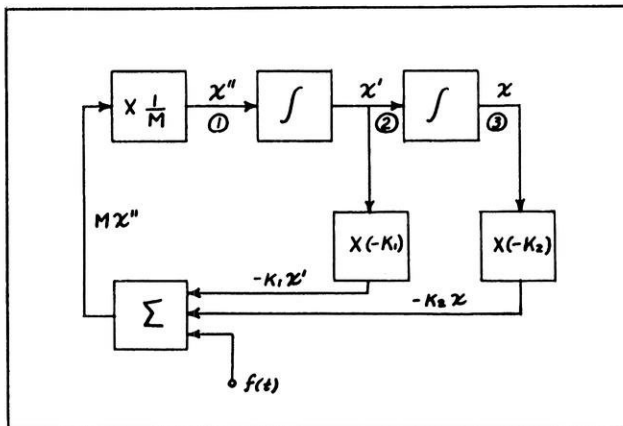 x"
x'
x
X 1/M
∫
∫
①
②
③
Mx"
X(-K₁)
X(-K₂)
-K₁x'
-K₂x
Σ
f(t)